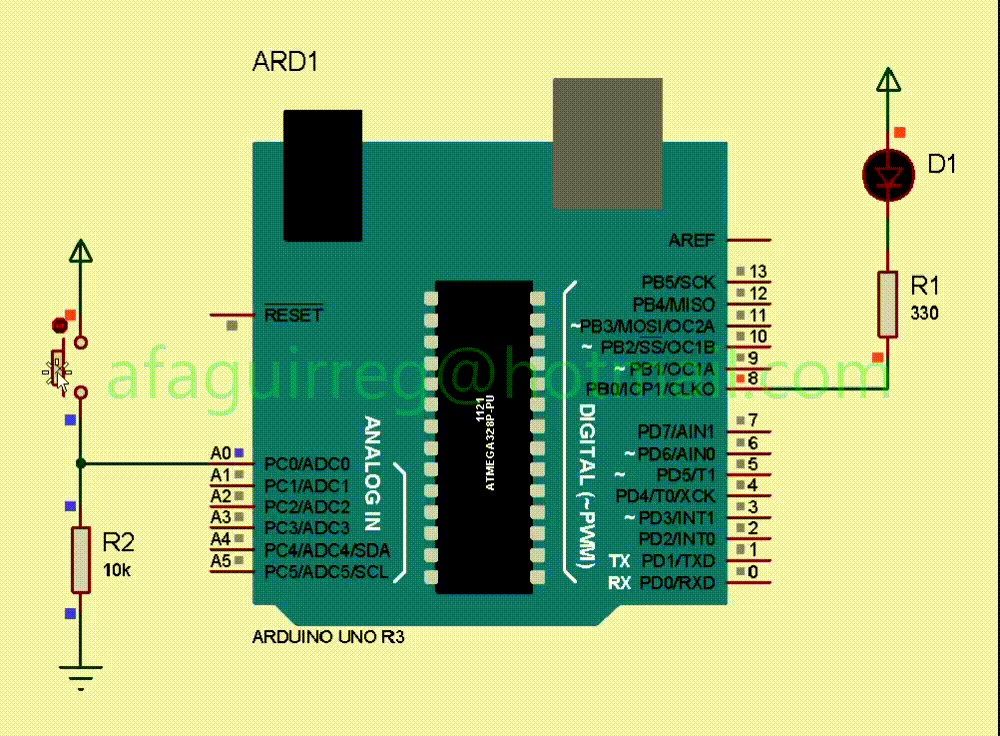 ARD1
D1
R1
330
AREF
RESET
PB5/SCK 13
PB4/MISO 12
~PB3/MOSI/OC2A 11
~ PB2/SS/OC1B 10
~ PB1/OC1A 9
PB0/ICP1/CLKO 8
afaguirreg@hotmail.com
1121
ATMEGA328P-PU
ANALOG IN
DIGITAL (~PWM)
PD7/AIN1 7
~ PD6/AIN0 6
~ PD5/T1 5
PD4/T0/XCK 4
~ PD3/INT1 3
PD2/INT0 2
TX PD1/TXD 1
RX PD0/RXD 0
A0 PC0/ADC0
A1 PC1/ADC1
A2 PC2/ADC2
A3 PC3/ADC3
A4 PC4/ADC4/SDA
A5 PC5/ADC5/SCL
R2
10k
ARDUINO UNO R3